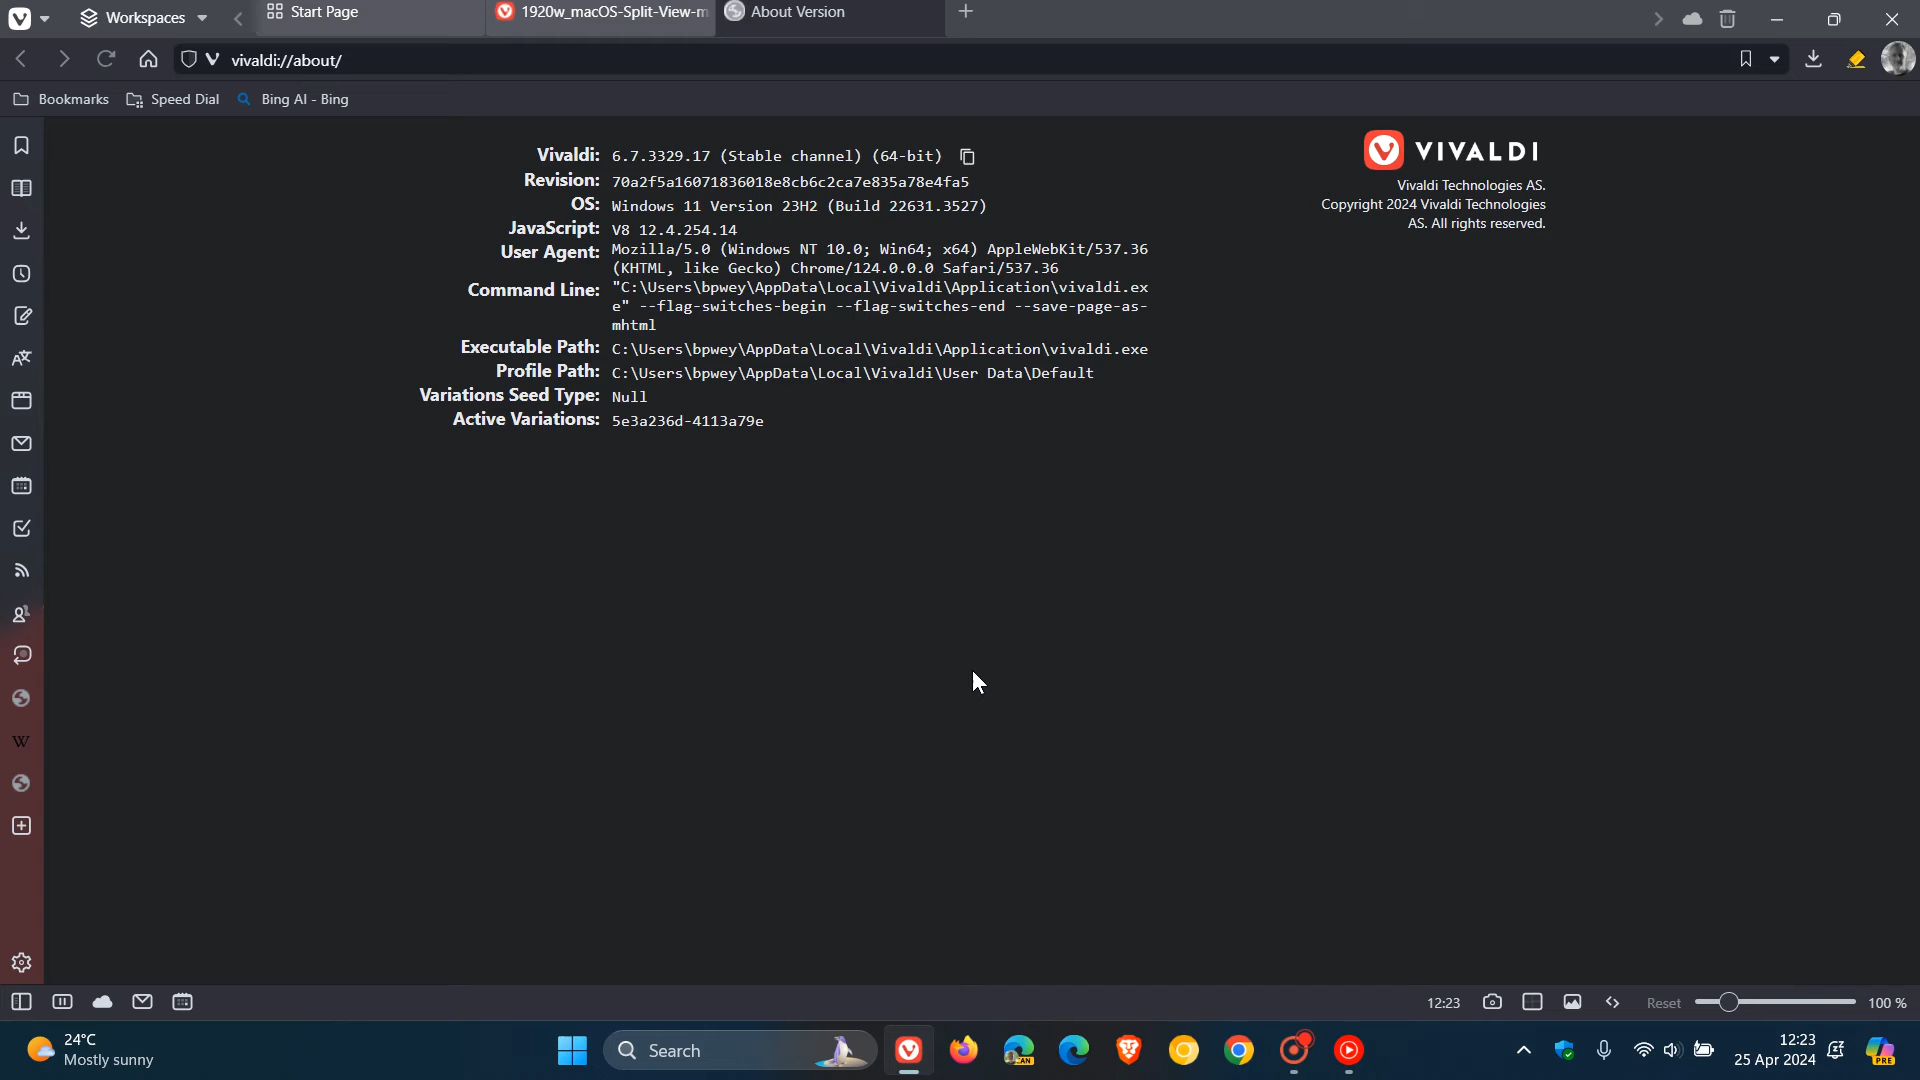 Workspaces
Start Page
1920w_macOS-Split-View-m
About Version
vivaldi://about/
Bookmarks
Speed Dial
Bing AI - Bing
Vivaldi: 6.7.3329.17 (Stable channel) (64-bit)
Revision: 70a2f5a16071836018e8cb6c2ca7e835a78e4fa5
OS: Windows 11 Version 23H2 (Build 22631.3527)
JavaScript: V8 12.4.254.14
User Agent: Mozilla/5.0 (Windows NT 10.0; Win64; x64) AppleWebKit/537.36
(KHTML, like Gecko) Chrome/124.0.0.0 Safari/537.36
Command Line: "C:\Users\bpwey\AppData\Local\Vivaldi\Application\vivaldi.ex
e" --flag-switches-begin --flag-switches-end --save-page-as-
mhtml
Executable Path: C:\Users\bpwey\AppData\Local\Vivaldi\Application\vivaldi.exe
Profile Path: C:\Users\bpwey\AppData\Local\Vivaldi\User Data\Default
Variations Seed Type: Null
Active Variations: 5e3a236d-4113a79e
VIVALDI
Vivaldi Technologies AS.
Copyright 2024 Vivaldi Technologies
AS. All rights reserved.
W
12:23
Reset
100 %
24°C
Mostly sunny
Search
CAN
12:23
25 Apr 2024
PRE